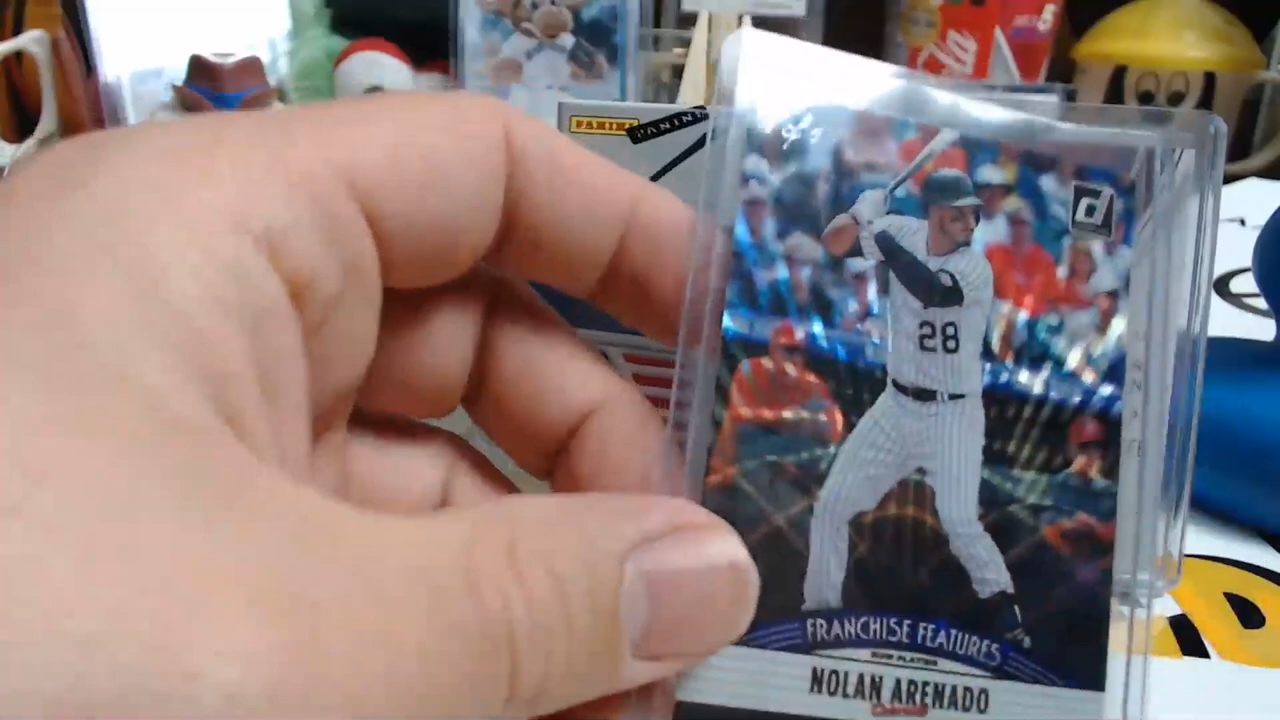 PANINI
PANINI
d
28
FRANCHISE FEATURES
NOLAN ARENADO